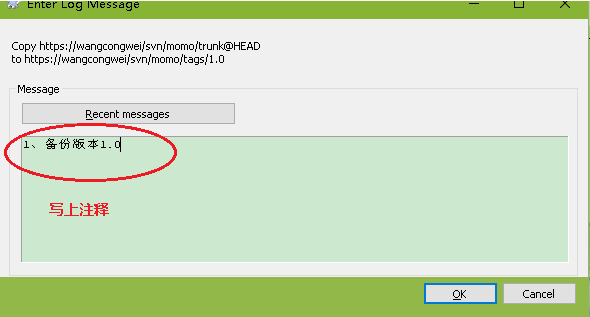 Enter Log Message
Copy https://wangcongwei/svn/momo/trunk@HEAD
to https://wangcongwei/svn/momo/tags/1.0
Message
Recent messages
1、备份版本1.0
写上注释
OK
Cancel